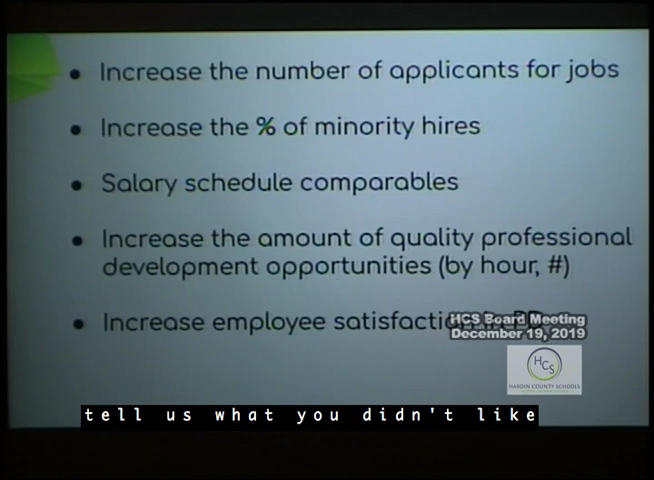 • Increase the number of applicants for jobs
• Increase the % of minority hires
• Salary schedule comparables
• Increase the amount of quality professional
development opportunities (by hour, #)
• Increase employee
HCS Board Meeting
December 19, 2019
HCS
HARDIN COUNTY SCHOOLS
tell us what you didn't like